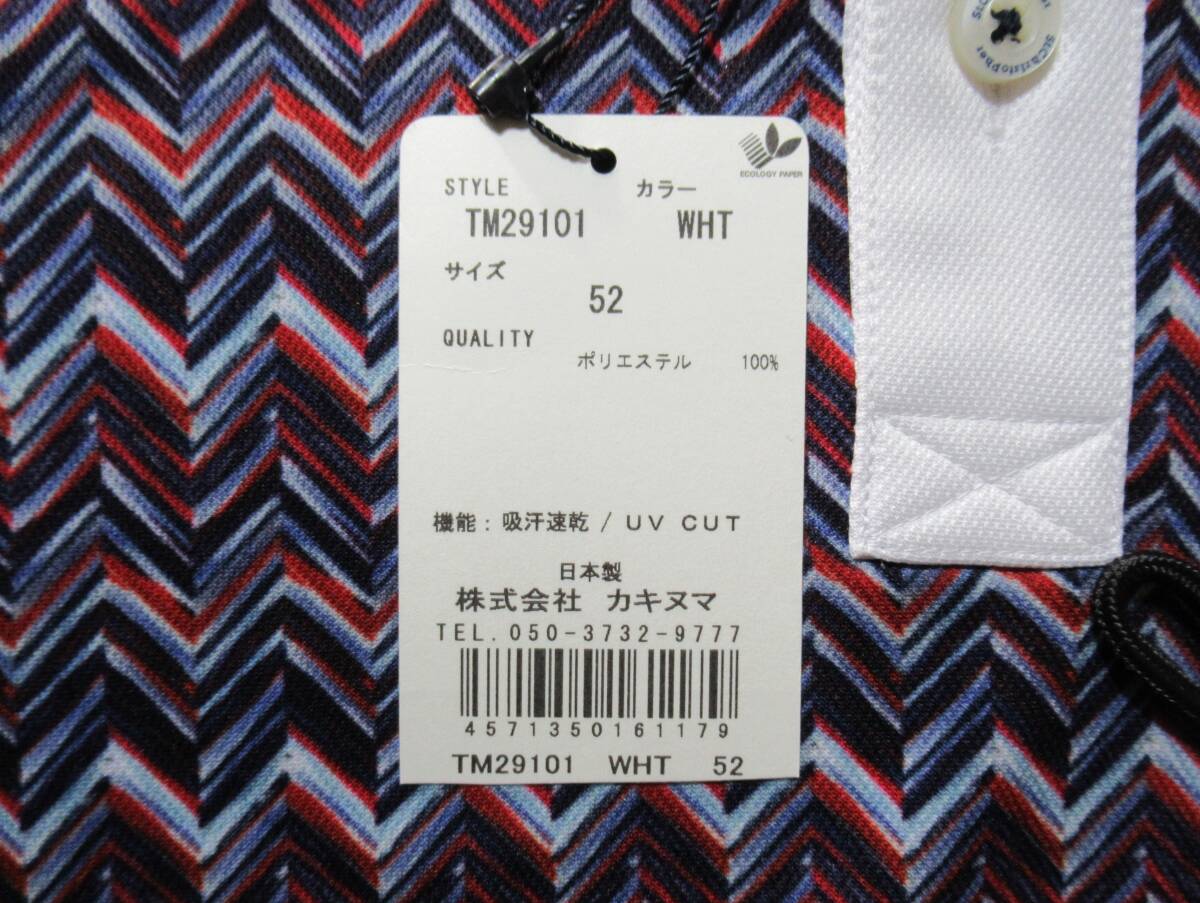 Stchristopher
ECOLOGY PAPER
STYLE カラー
TM29101 WHT
サイズ
52
QUALITY
ポリエステル 100%
機能: 吸汗速乾 / UV CUT
日本製
株式会社 カキヌマ
TEL. 050-3732-9777
4571350161179
TM29101 WHT 52